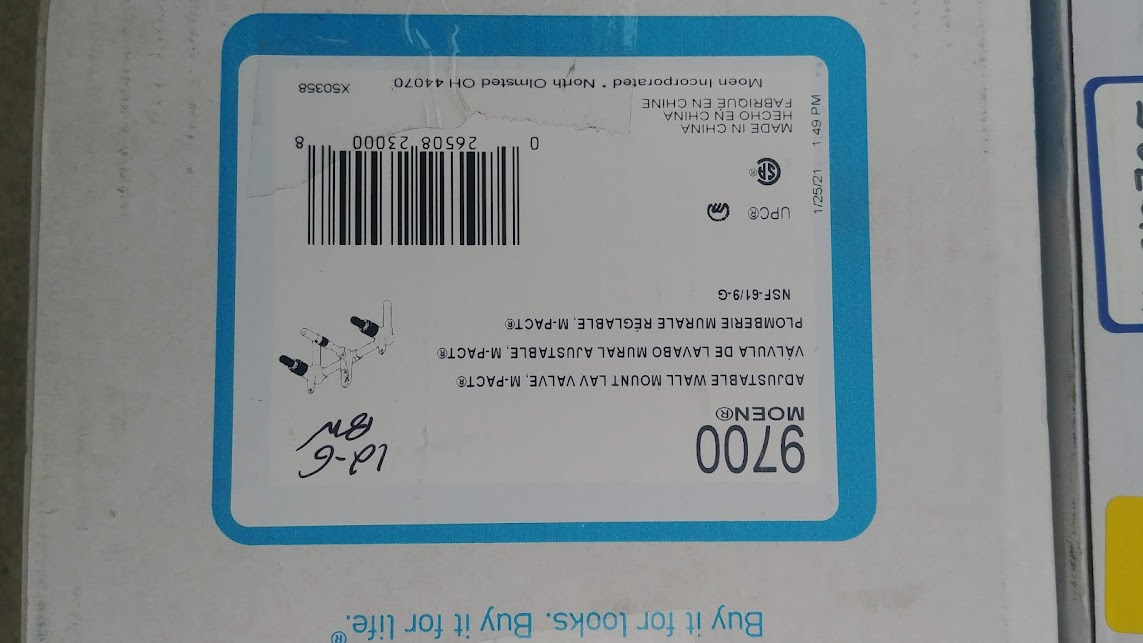 9700
MOEN®
ADJUSTABLE WALL MOUNT LAV VALVE, M-PACT®
VÁLVULA DE LAVABO MURAL AJUSTABLE, M-PACT®
PLOMBERIE MURALE RÉGLABLE, M-PACT®
NSF-61/9-G
UPC®
1/25/21 1:49 PM
0 26508 23000 8
MADE IN CHINA
HECHO EN CHINA
FABRIQUÉ EN CHINE
Moen Incorporated * North Olmsted OH 44070
X50358
Buy it for looks. Buy it for life.®